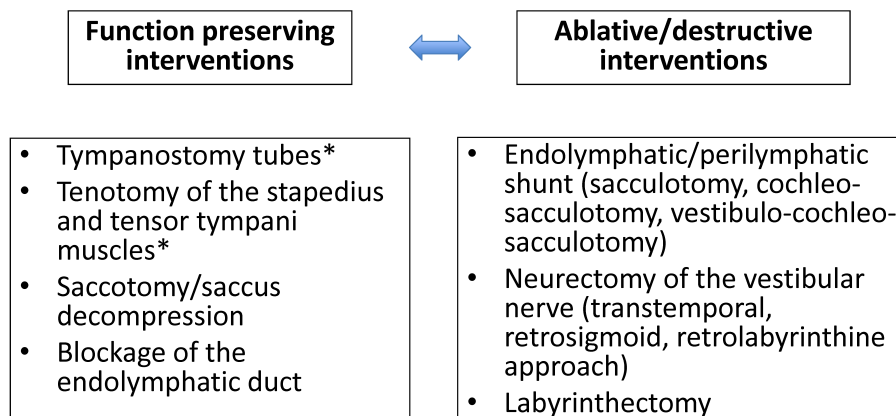 Function preserving
interventions
Ablative/destructive
interventions
• Tympanostomy tubes*
• Tenotomy of the stapedius
and tensor tympani
muscles*
• Saccotomy/saccus
decompression
• Blockage of the
endolymphatic duct
• Endolymphatic/perilymphatic
shunt (sacculotomy, cochleo-
sacculotomy, vestibulo-cochleo-
sacculotomy)
• Neurectomy of the vestibular
nerve (transtemporal,
retrosigmoid, retrolabyrinthine
approach)
• Labyrinthectomy